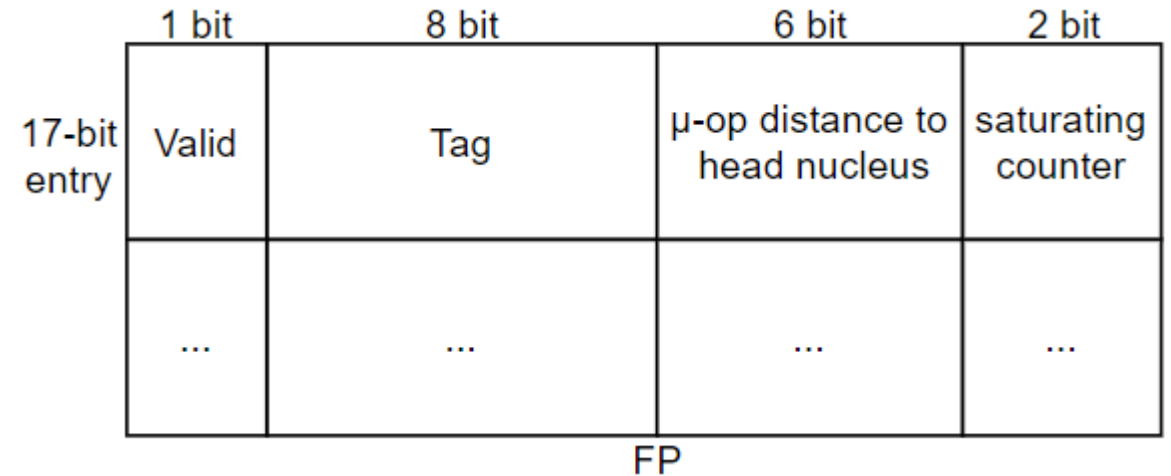 1 bit 8 bit 6 bit 2 bit
17-bit entry
Valid
Tag
μ-op distance to
head nucleus
saturating
counter
... ... ... ...
FP